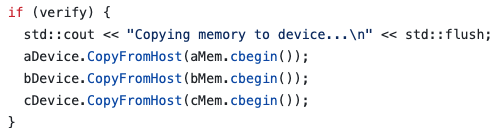 if (verify) {
  std::cout << "Copying memory to device...\n" << std::flush;
  aDevice.CopyFromHost(aMem.cbegin());
  bDevice.CopyFromHost(bMem.cbegin());
  cDevice.CopyFromHost(cMem.cbegin());
}